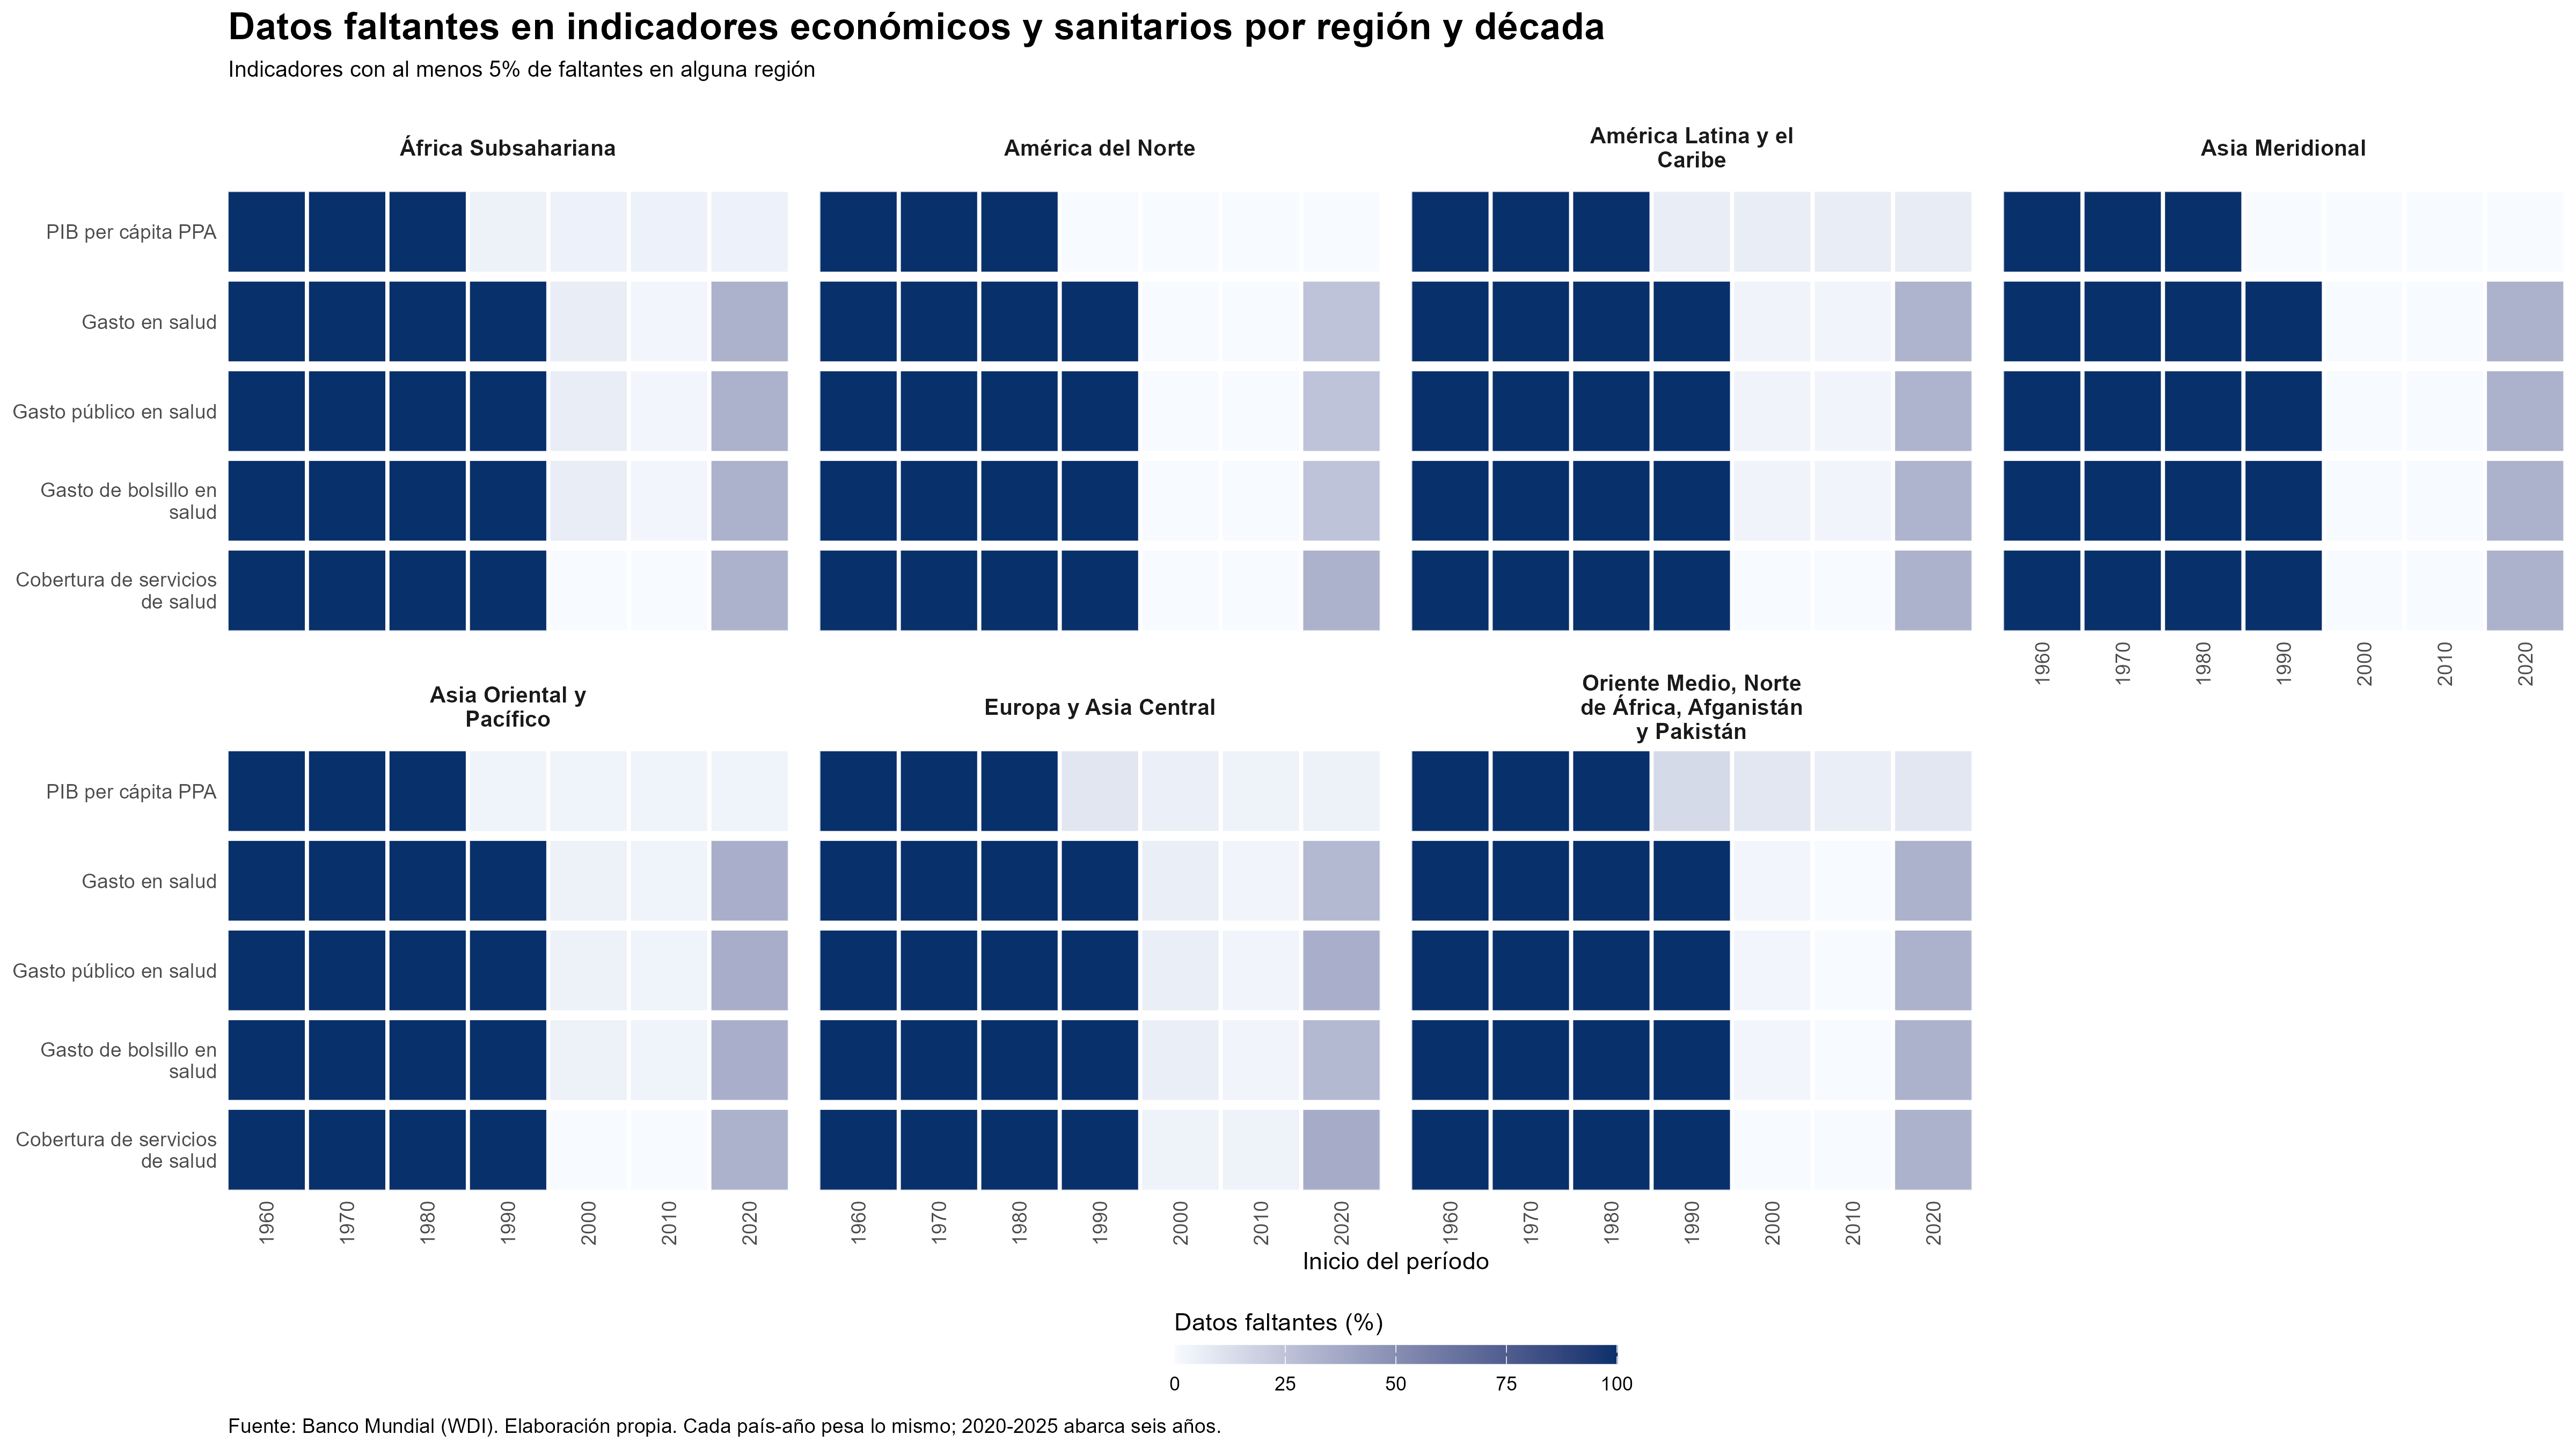 Datos faltantes en indicadores económicos y sanitarios por región y década
Indicadores con al menos 5% de faltantes en alguna región
África Subsahariana
América del Norte
América Latina y el
Caribe
Asia Meridional
PIB per cápita PPA
Gasto en salud
Gasto público en salud
Gasto de bolsillo en
salud
Cobertura de servicios
de salud
1960 1970 1980 1990 2000 2010 2020
Asia Oriental y
Pacífico
Europa y Asia Central
Oriente Medio, Norte
de África, Afganistán
y Pakistán
PIB per cápita PPA
Gasto en salud
Gasto público en salud
Gasto de bolsillo en
salud
Cobertura de servicios
de salud
1960 1970 1980 1990 2000 2010 2020
1960 1970 1980 1990 2000 2010 2020
1960 1970 1980 1990 2000 2010 2020
Inicio del período
Datos faltantes (%)
0 25 50 75 100
Fuente: Banco Mundial (WDI). Elaboración propia. Cada país-año pesa lo mismo; 2020-2025 abarca seis años.